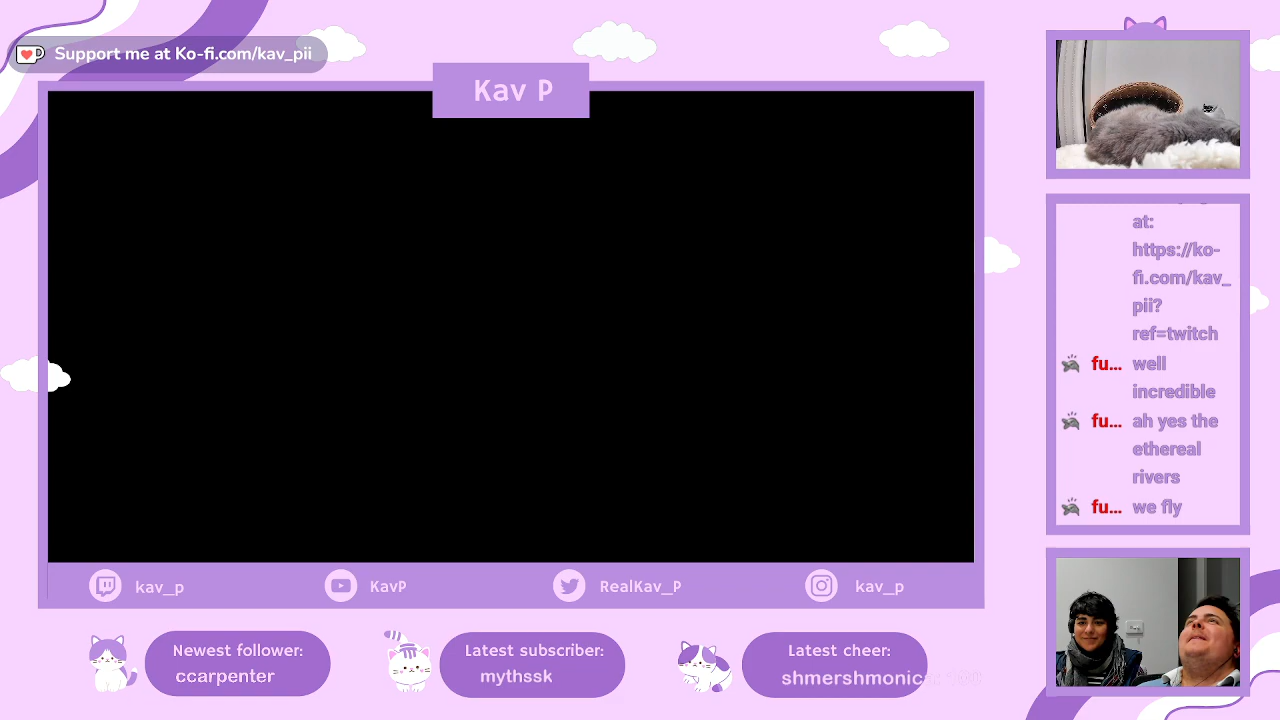 Support me at Ko-fi.com/kav_pii
Kav P
at:
https://ko-
fi.com/kav_
pii?
ref=twitch
fu... well
incredible
fu... ah yes the
ethereal
rivers
fu... we fly
kav_p
KavP
RealKav_P
kav_p
Newest follower:
ccarpenter
Latest subscriber:
mythssk
Latest cheer:
shmershmonica: 100